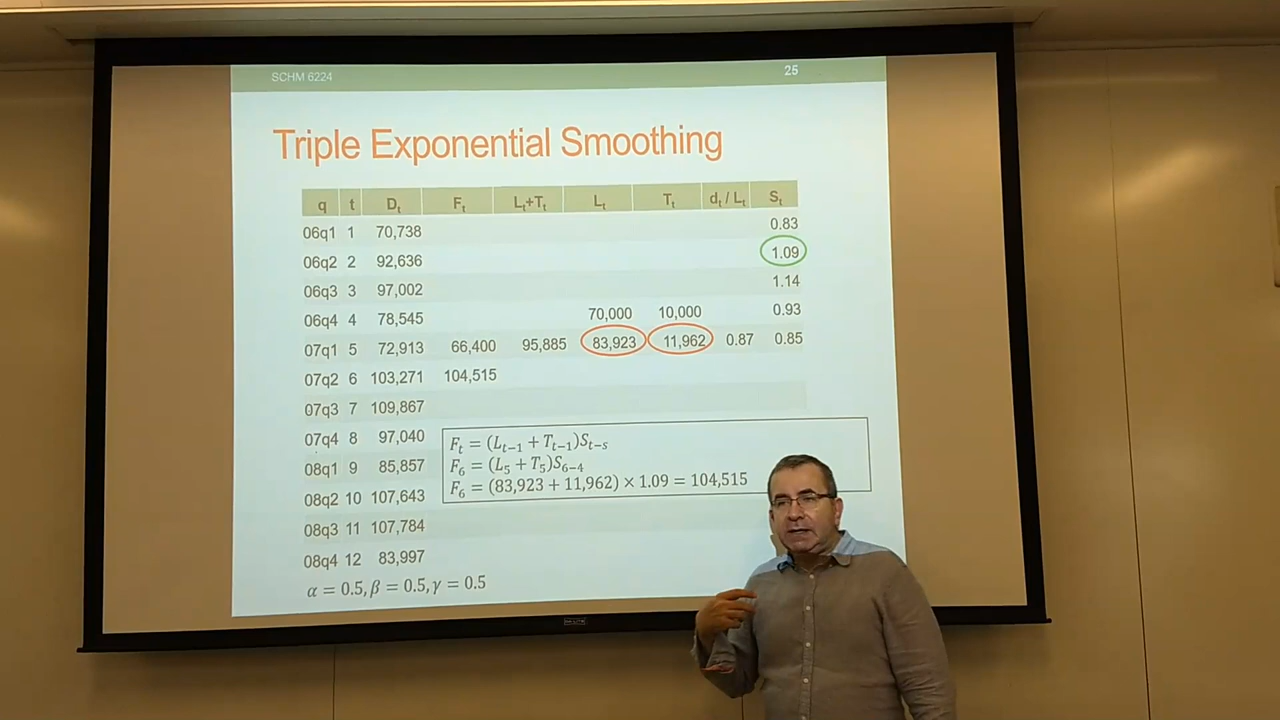 SCHM 6224 25
Triple Exponential Smoothing
q t Dₜ Fₜ Lₜ+Tₜ Lₜ Tₜ dₜ / Lₜ Sₜ
06q1 1 70,738 0.83
06q2 2 92,636 1.09
06q3 3 97,002 1.14
06q4 4 78,545 70,000 10,000 0.93
07q1 5 72,913 66,400 95,885 83,923 11,962 0.87 0.85
07q2 6 103,271 104,515
07q3 7 109,867
07q4 8 97,040
08q1 9 85,857
08q2 10 107,643
08q3 11 107,784
08q4 12 83,997
Fₜ = (Lₜ₋₁ + Tₜ₋₁)Sₜ₋ₛ
F₆ = (L₅ + T₅)S₆₋₄
F₆ = (83,923 + 11,962) × 1.09 = 104,515
α = 0.5, β = 0.5, γ = 0.5